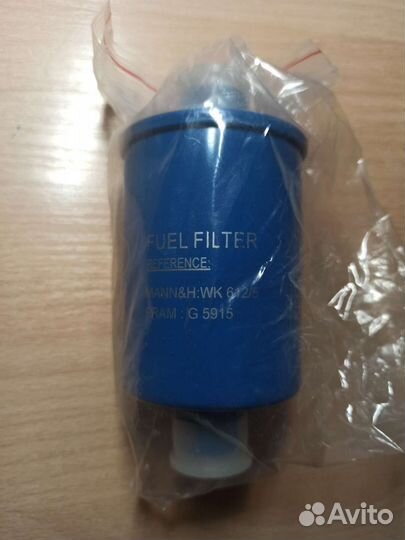 FUEL FILTER
REFERENCE:
MANN&H:WK 612/5
FRAM : G 5915
Avito